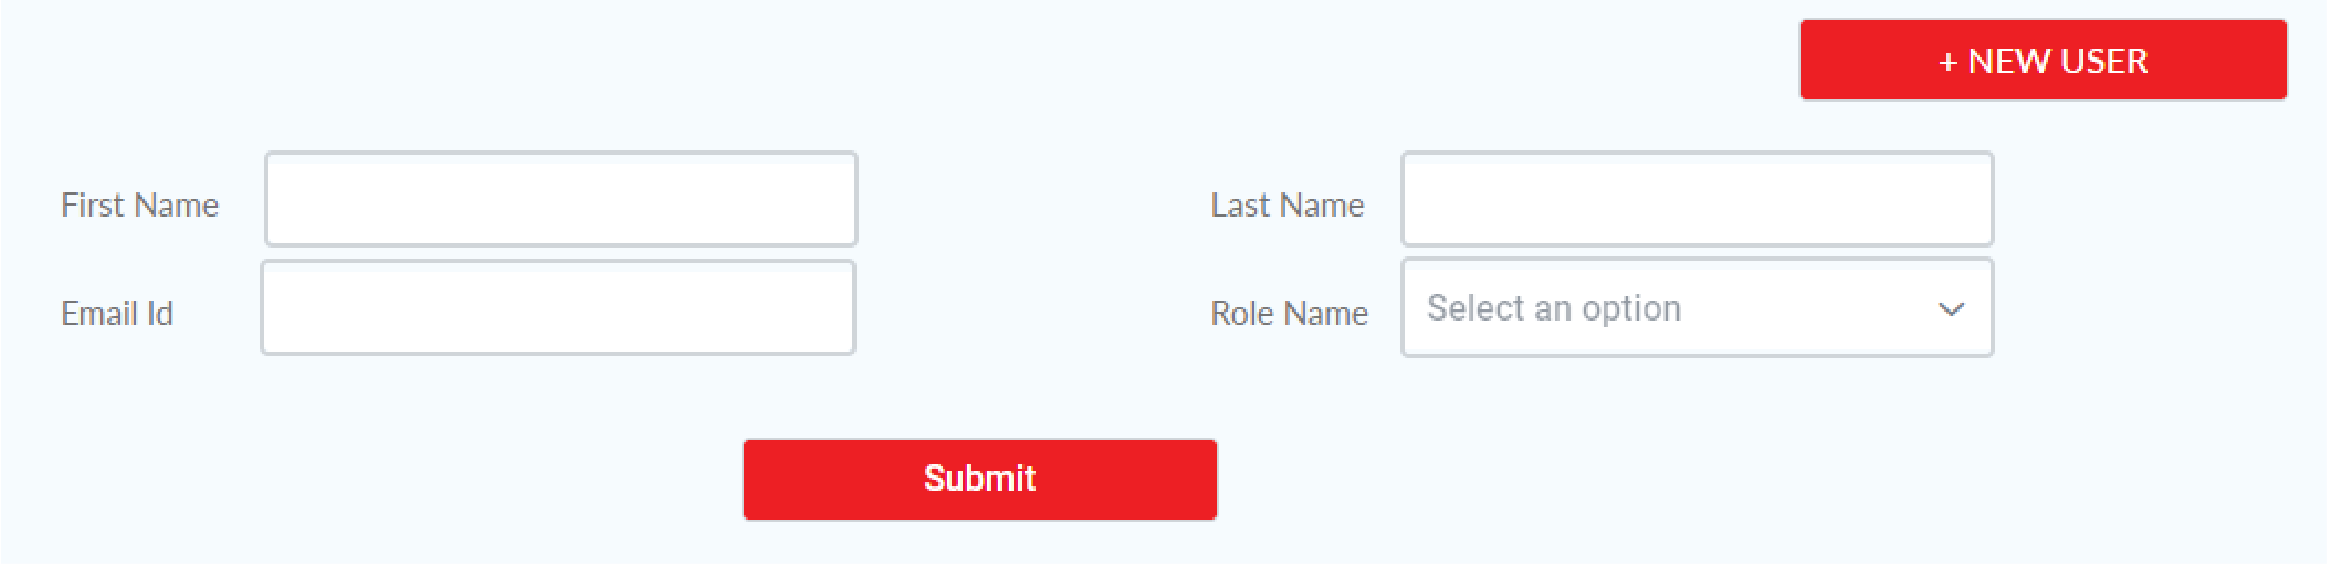 + NEW USER
First Name
Last Name
Email Id
Role Name
Select an option
Submit